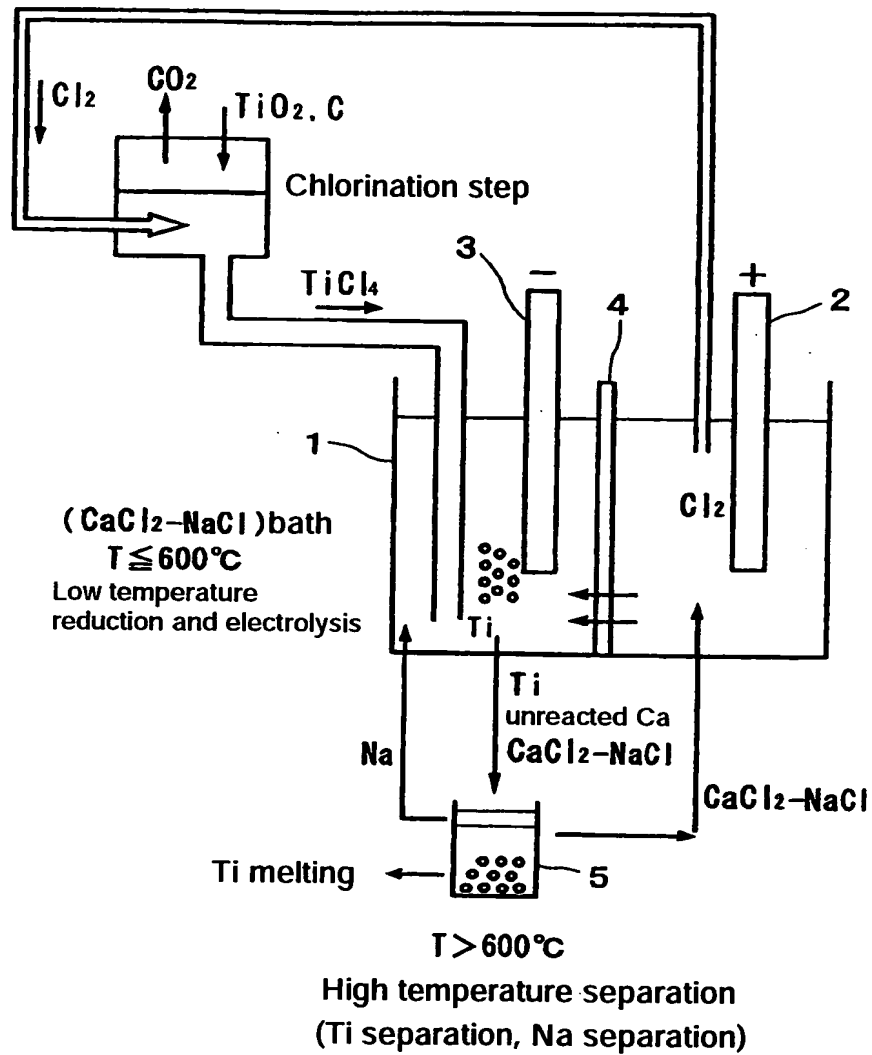 CO2
Cl2
TiO2. C
Chlorination step
TiCl4
3
−
+
4
2
1
Cl2
(CaCl2−NaCl)bath
T≦600℃
Low temperature
reduction and electrolysis
Ti
Ti
unreacted Ca
CaCl2−NaCl
Na
CaCl2−NaCl
Ti melting
5
T>600℃
High temperature separation
(Ti separation, Na separation)